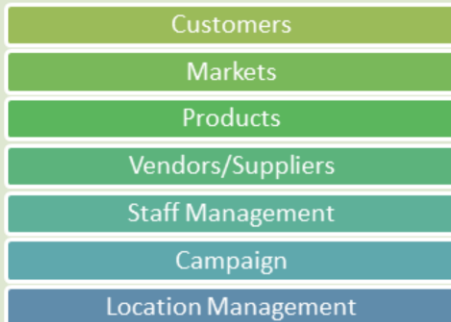 Customers
Markets
Products
Vendors/Suppliers
Staff Management
Campaign
Location Management